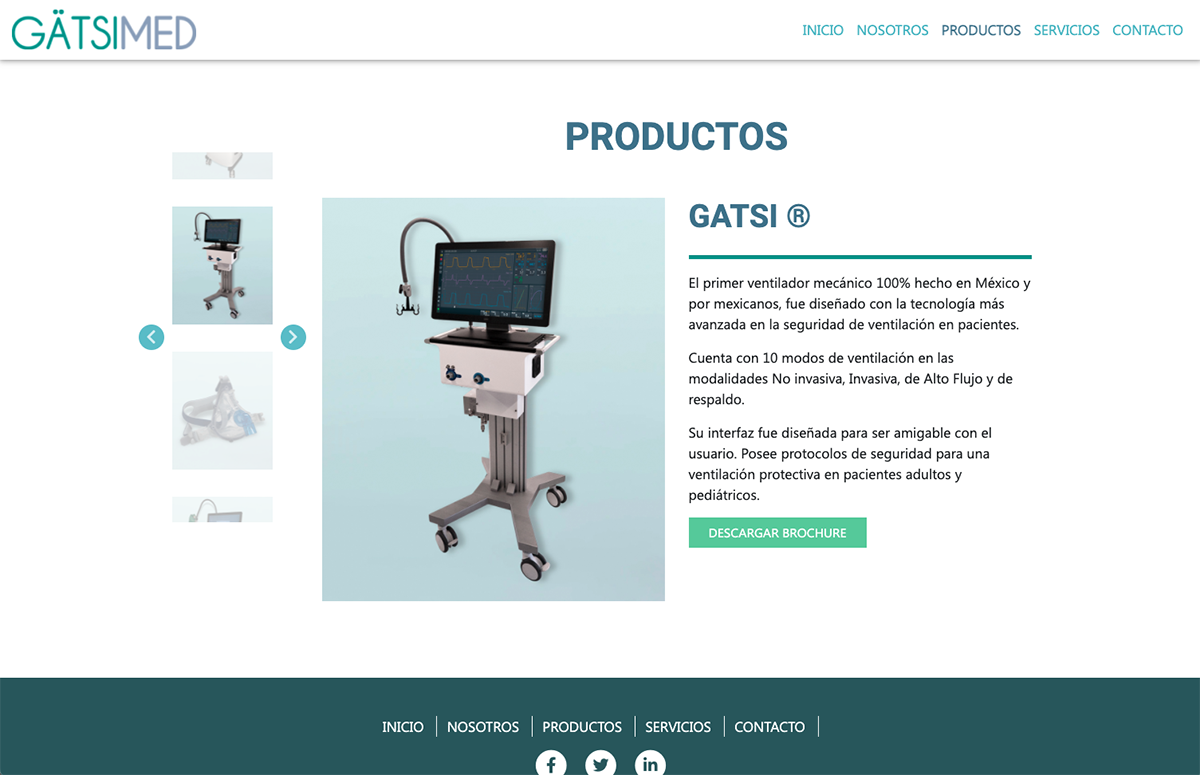 GÄTSIMED
INICIO NOSOTROS PRODUCTOS SERVICIOS CONTACTO
PRODUCTOS
GATSI ®
El primer ventilador mecánico 100% hecho en México y
por mexicanos, fue diseñado con la tecnología más
avanzada en la seguridad de ventilación en pacientes.
Cuenta con 10 modos de ventilación en las
modalidades No invasiva, Invasiva, de Alto Flujo y de
respaldo.
Su interfaz fue diseñada para ser amigable con el
usuario. Posee protocolos de seguridad para una
ventilación protectiva en pacientes adultos y
pediátricos.
DESCARGAR BROCHURE
INICIO NOSOTROS PRODUCTOS SERVICIOS CONTACTO